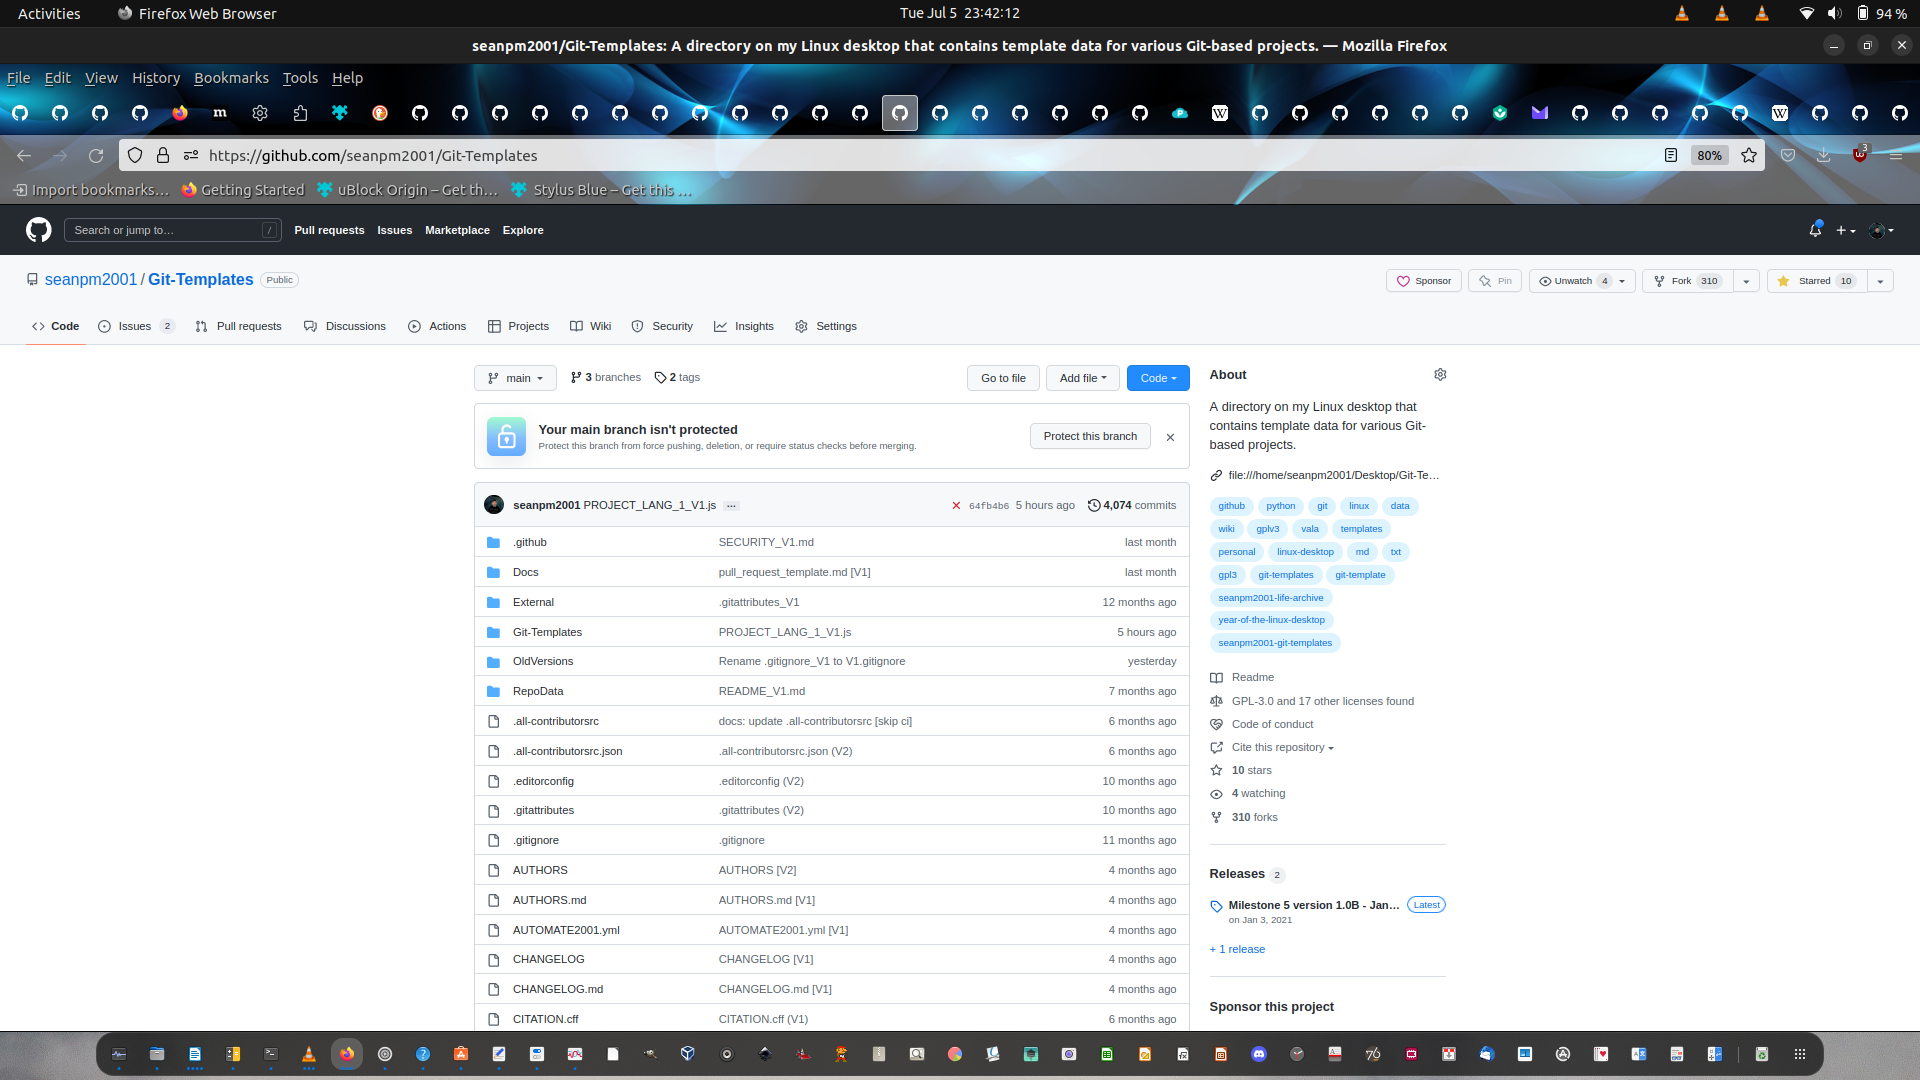 Activities Firefox Web Browser Tue Jul 5 23:42:12 94 %
seanpm2001/Git-Templates: A directory on my Linux desktop that contains template data for various Git-based projects. — Mozilla Firefox
File Edit View History Bookmarks Tools Help
https://github.com/seanpm2001/Git-Templates 80% 3
Import bookmarks… Getting Started uBlock Origin – Get th… Stylus Blue – Get this …
Search or jump to… / Pull requests Issues Marketplace Explore
seanpm2001 / Git-Templates Public Sponsor Pin Unwatch 4 Fork 310 Starred 10
Code Issues 2 Pull requests Discussions Actions Projects Wiki Security Insights Settings
main 3 branches 2 tags Go to file Add file Code
Your main branch isn't protected
Protect this branch from force pushing, deletion, or require status checks before merging.
Protect this branch
seanpm2001 PROJECT_LANG_1_V1.js ... 64fb4b6 5 hours ago 4,074 commits
.github SECURITY_V1.md last month
Docs pull_request_template.md [V1] last month
External .gitattributes_V1 12 months ago
Git-Templates PROJECT_LANG_1_V1.js 5 hours ago
OldVersions Rename .gitignore_V1 to V1.gitignore yesterday
RepoData README_V1.md 7 months ago
.all-contributorsrc docs: update .all-contributorsrc [skip ci] 6 months ago
.all-contributorsrc.json .all-contributorsrc.json (V2) 6 months ago
.editorconfig .editorconfig (V2) 10 months ago
.gitattributes .gitattributes (V2) 10 months ago
.gitignore .gitignore 11 months ago
AUTHORS AUTHORS [V2] 4 months ago
AUTHORS.md AUTHORS.md [V1] 4 months ago
AUTOMATE2001.yml AUTOMATE2001.yml [V1] 4 months ago
CHANGELOG CHANGELOG [V1] 4 months ago
CHANGELOG.md CHANGELOG.md [V1] 4 months ago
CITATION.cff CITATION.cff (V1) 6 months ago
About
A directory on my Linux desktop that
contains template data for various Git-
based projects.
file:///home/seanpm2001/Desktop/Git-Te…
github python git linux data
wiki gplv3 vala templates
personal linux-desktop md txt
gpl3 git-templates git-template
seanpm2001-life-archive
year-of-the-linux-desktop
seanpm2001-git-templates
Readme
GPL-3.0 and 17 other licenses found
Code of conduct
Cite this repository
10 stars
4 watching
310 forks
Releases 2
Milestone 5 version 1.0B - Jan… Latest
on Jan 3, 2021
+ 1 release
Sponsor this project